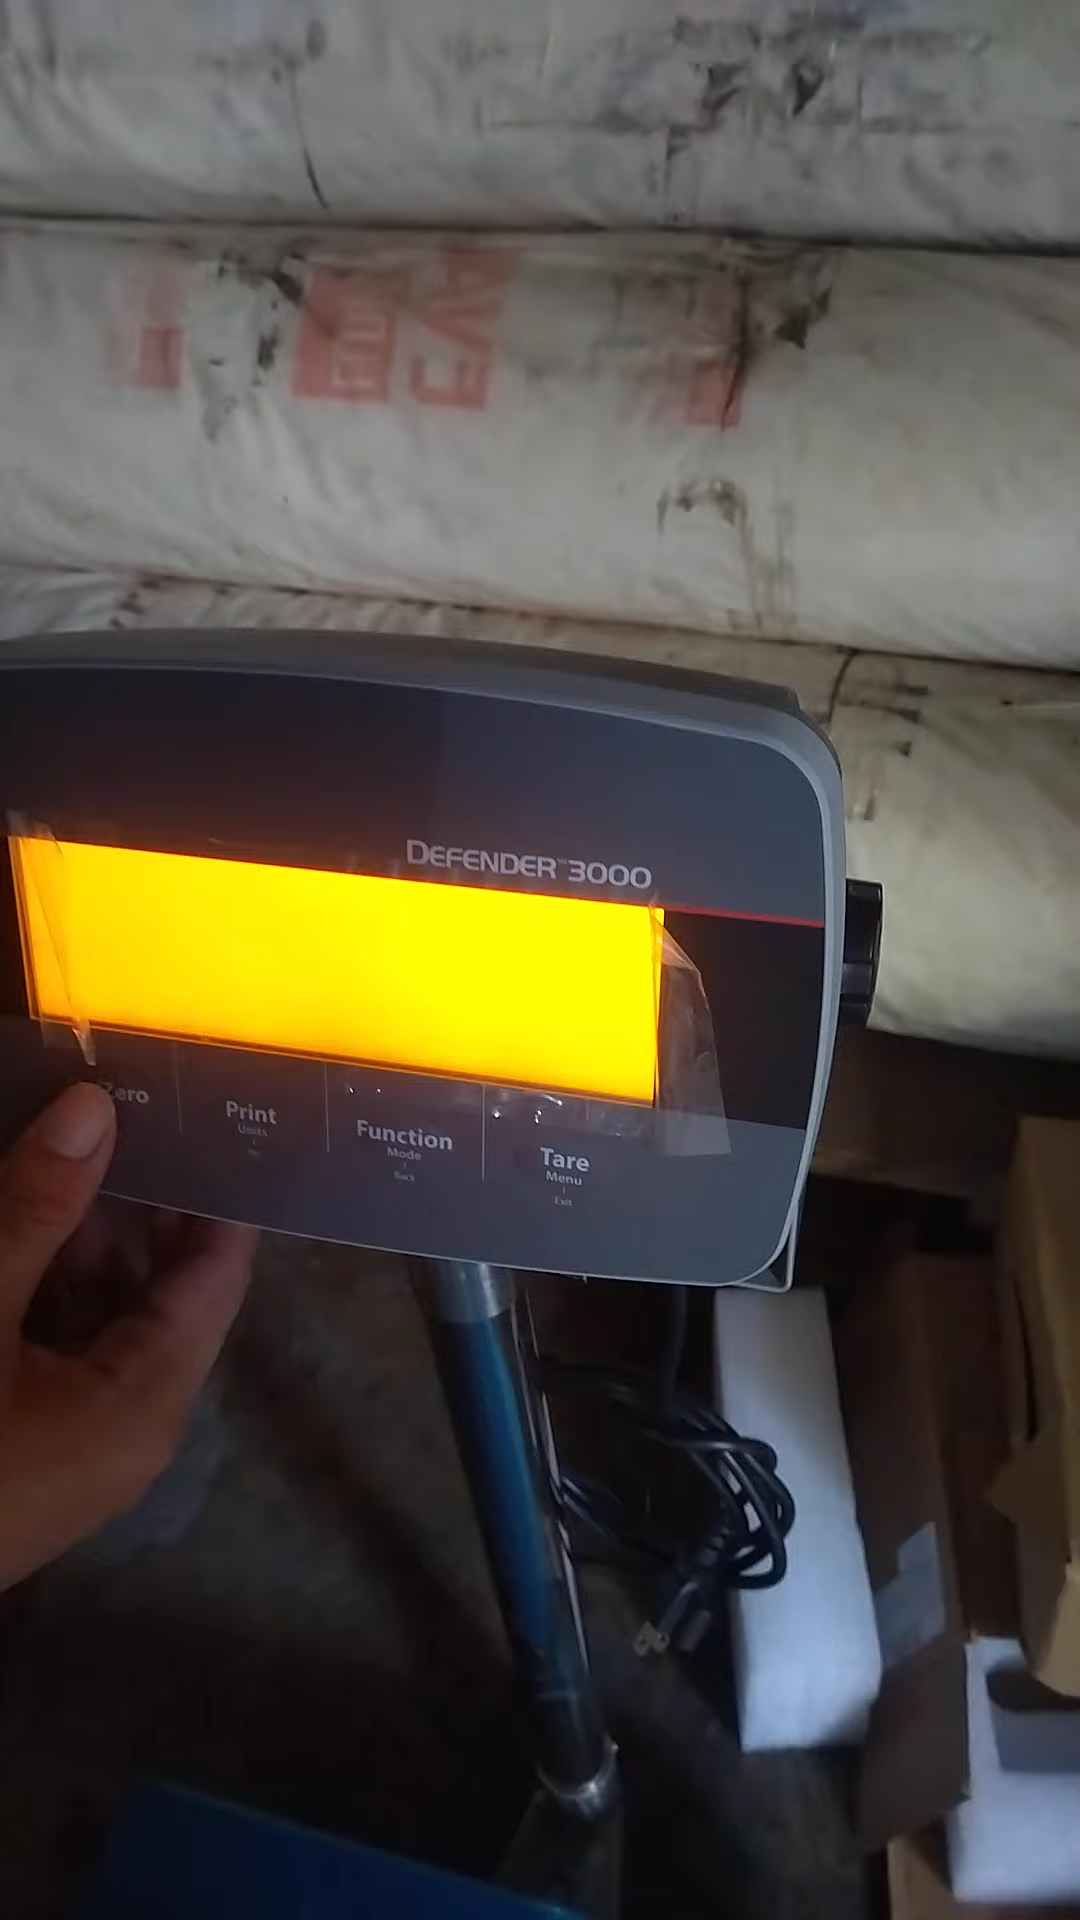 DEFENDER™ 3000
Zero
Print
Units
Function
Mode
Back
Tare
Menu
Exit